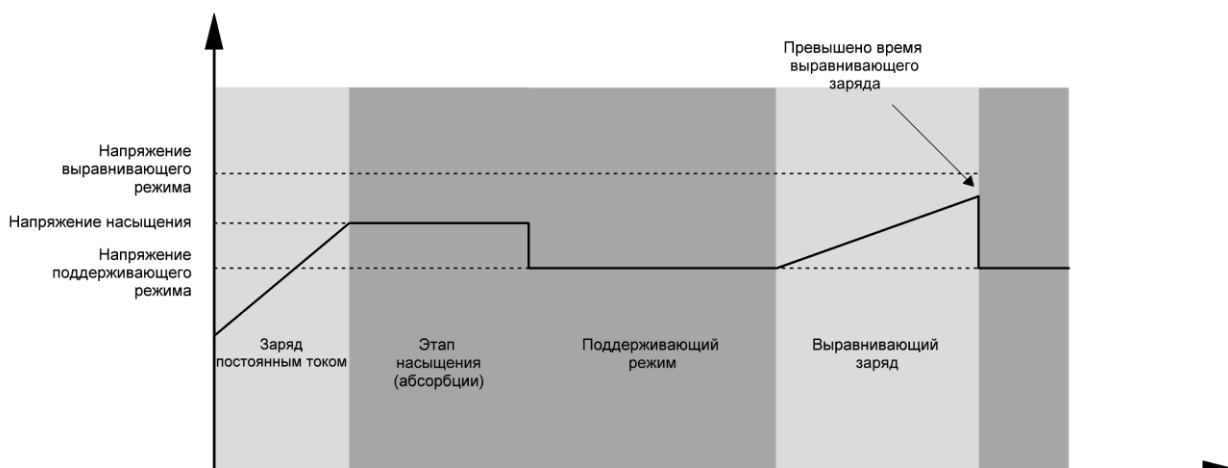 Превышено время
выравнивающего
заряда
Напряжение
выравнивающего
режима
Напряжение насыщения
Напряжение
поддерживающего
режима
Заряд
постоянным током
Этап
насыщения
(абсорбции)
Поддерживающий
режим
Выравнивающий
заряд